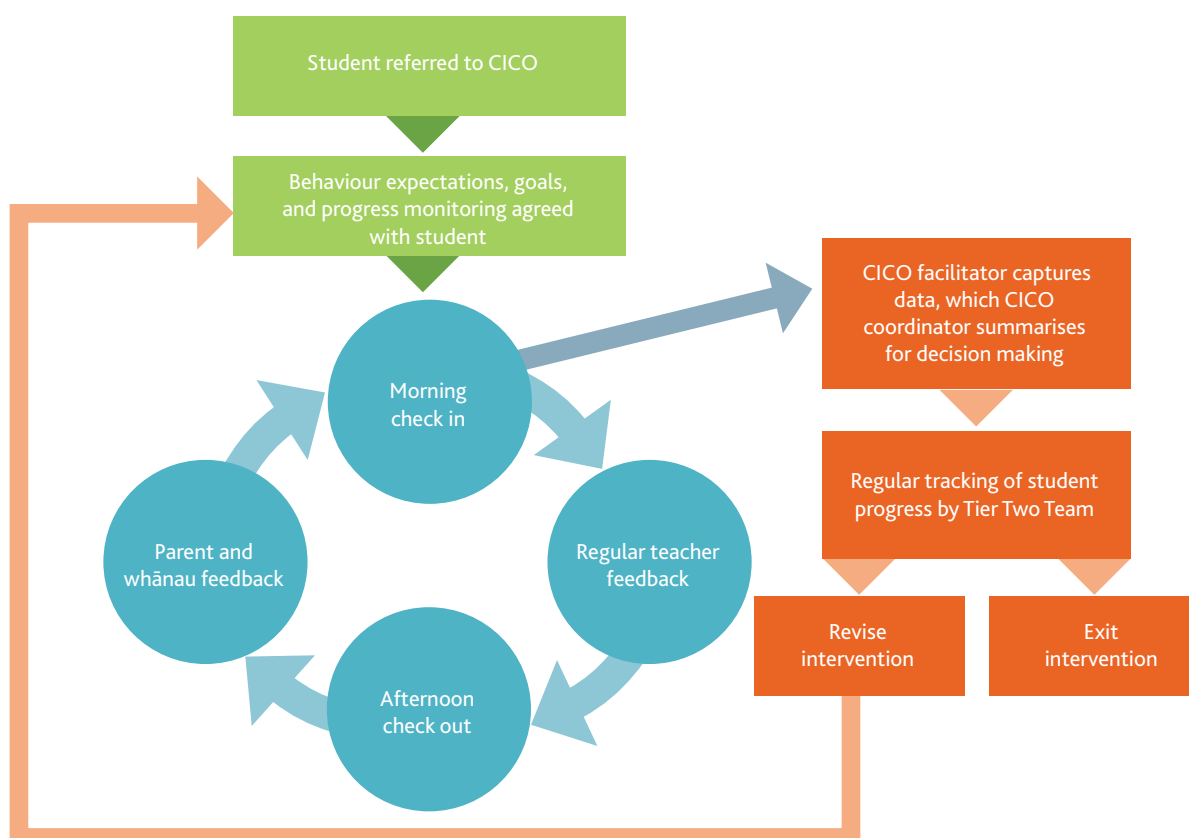 Student referred to CICO
Behaviour expectations, goals,
and progress monitoring agreed
with student
CICO facilitator captures
data, which CICO
coordinator summarises
for decision making
Morning
check in
Regular tracking of student
progress by Tier Two Team
Parent and
whānau feedback
Regular teacher
feedback
Revise
intervention
Exit
intervention
Afternoon
check out